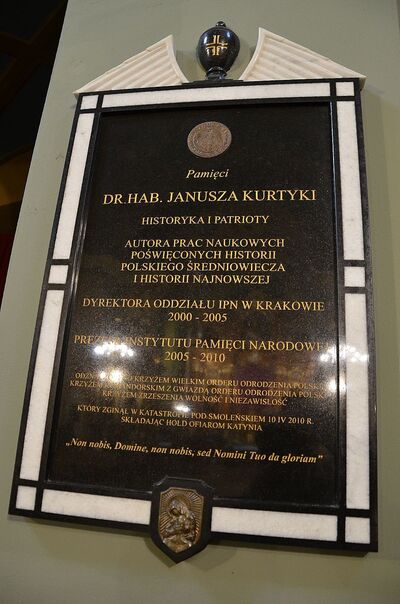 Pamięci
DR.HAB. JANUSZA KURTYKI
HISTORYKA I PATRIOTY
AUTORA PRAC NAUKOWYCH
POŚWIĘCONYCH HISTORII
POLSKIEGO ŚREDNIOWIECZA
I HISTORII NAJNOWSZEJ
DYREKTORA ODDZIAŁU IPN W KRAKOWIE
2000 - 2005
PREZESA INSTYTUTU PAMIĘCI NARODOWEJ
2005 - 2010
KRZYŻEM WIELKIM ORDERU ODRODZENIA POLSKI
KRZYŻEM KOMANDORSKIM Z GWIAZDĄ ORDERU ODRODZENIA POLSKI
KRZYŻEM ZRZESZENIA WOLNOŚĆ I NIEZAWISŁOŚĆ
KTÓRY ZGINĄŁ W KATASTROFIE POD SMOLEŃSKIEM 10 IV 2010 R.
SKŁADAJĄC HOŁD OFIAROM KATYNIA
„Non nobis, Domine, non nobis, sed Nomini Tuo da gloriam”